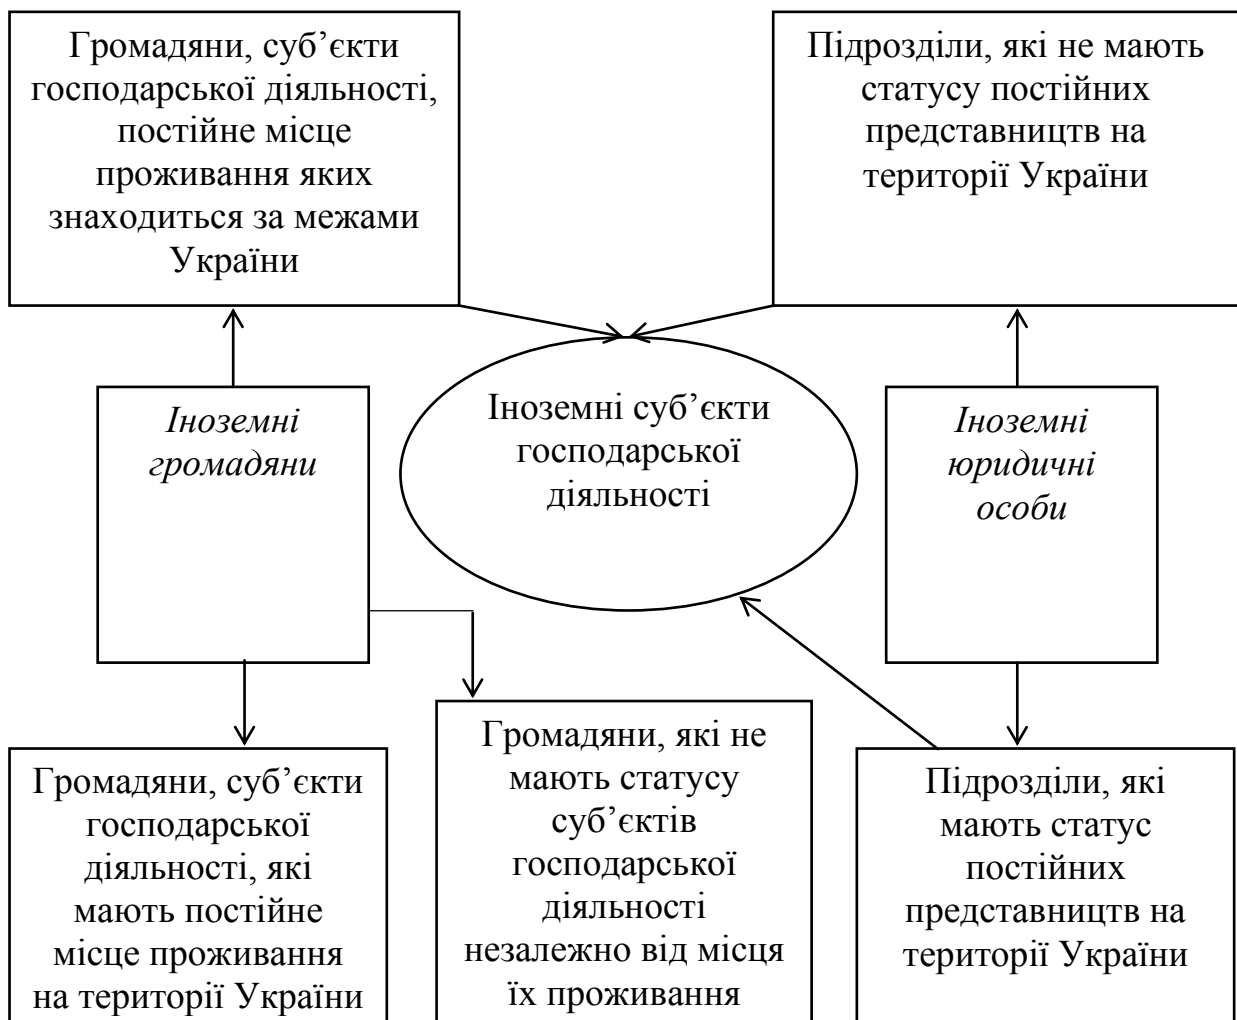 Громадяни, суб’єкти
господарської діяльності,
постійне місце
проживання яких
знаходиться за межами
України
Підрозділи, які не мають
статусу постійних
представництв на
території України
Іноземні
громадяни
Іноземні суб’єкти
господарської
діяльності
Іноземні
юридичні
особи
Громадяни, суб’єкти
господарської
діяльності, які
мають постійне
місце проживання
на території України
Громадяни, які не
мають статусу
суб’єктів
господарської
діяльності
незалежно від місця
їх проживання
Підрозділи, які
мають статус
постійних
представництв на
території України